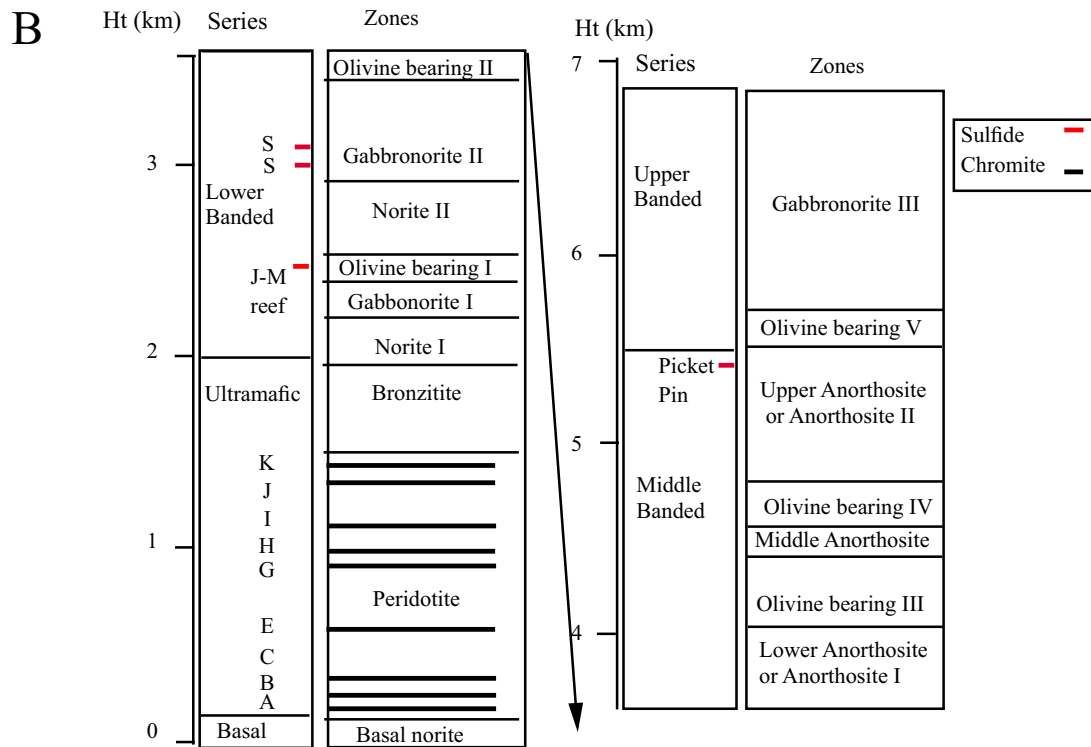 B
Ht (km)
Series
Zones
Olivine bearing II
S
S
3
Gabbronorite II
Lower
Banded
Norite II
Olivine bearing I
J-M
reef
Gabbonorite I
Norite I
2
Ultramafic
Bronzitite
K
J
I
1
H
G
Peridotite
E
C
B
A
0
Basal
Basal norite
Ht (km)
7
Series
Zones
Sulfide
Chromite
Upper
Banded
Gabbronorite III
6
Olivine bearing V
Picket
Pin
Upper Anorthosite
or Anorthosite II
5
Middle
Banded
Olivine bearing IV
Middle Anorthosite
Olivine bearing III
4
Lower Anorthosite
or Anorthosite I